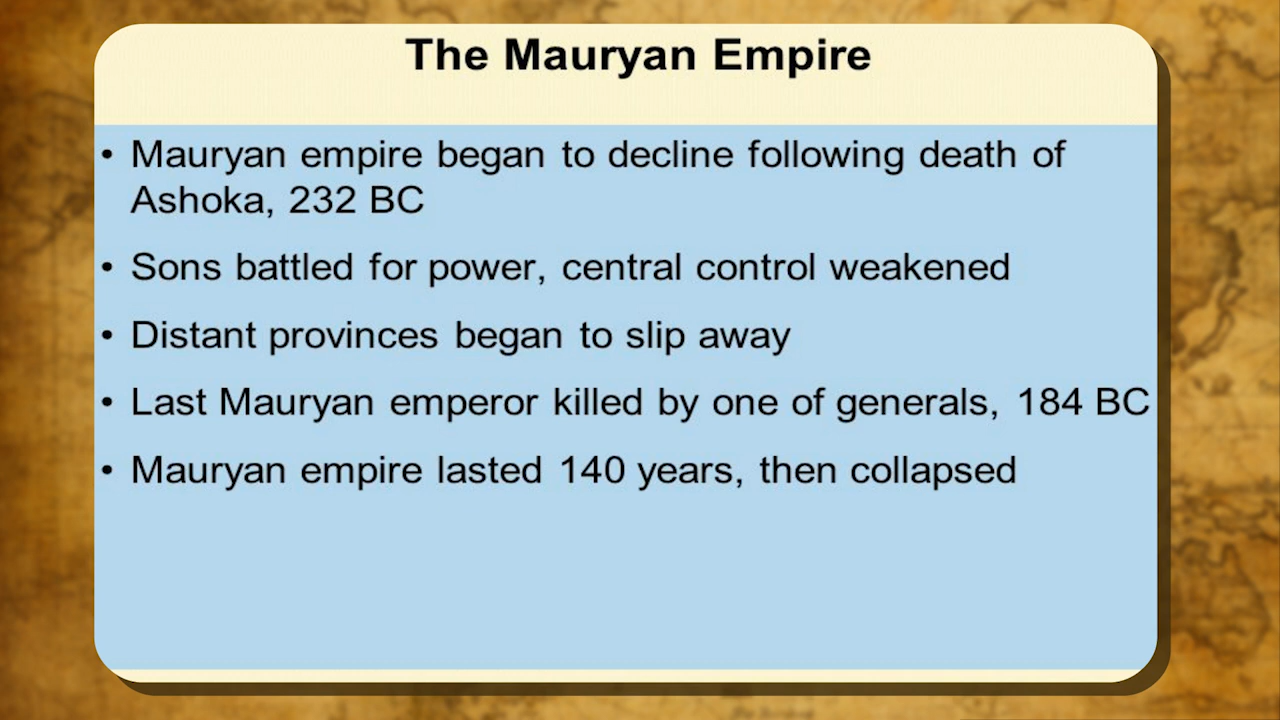 The Mauryan Empire
• Mauryan empire began to decline following death of
Ashoka, 232 BC
• Sons battled for power, central control weakened
• Distant provinces began to slip away
• Last Mauryan emperor killed by one of generals, 184 BC
• Mauryan empire lasted 140 years, then collapsed